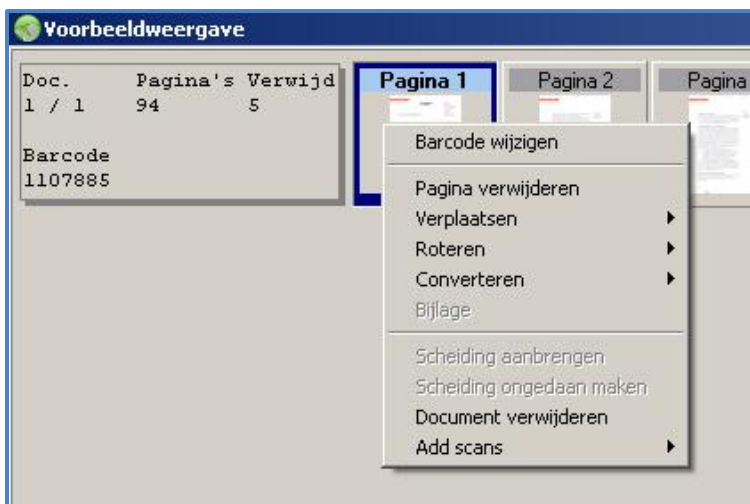 Voorbeeldweergave
Doc. Pagina's Verwijd
1 / 1 94 5
Barcode
1107885
Pagina 1
Pagina 2
Pagina
Barcode wijzigen
Pagina verwijderen
Verplaatsen
Roteren
Converteren
Bijlage
Scheiding aanbrengen
Scheiding ongedaan maken
Document verwijderen
Add scans